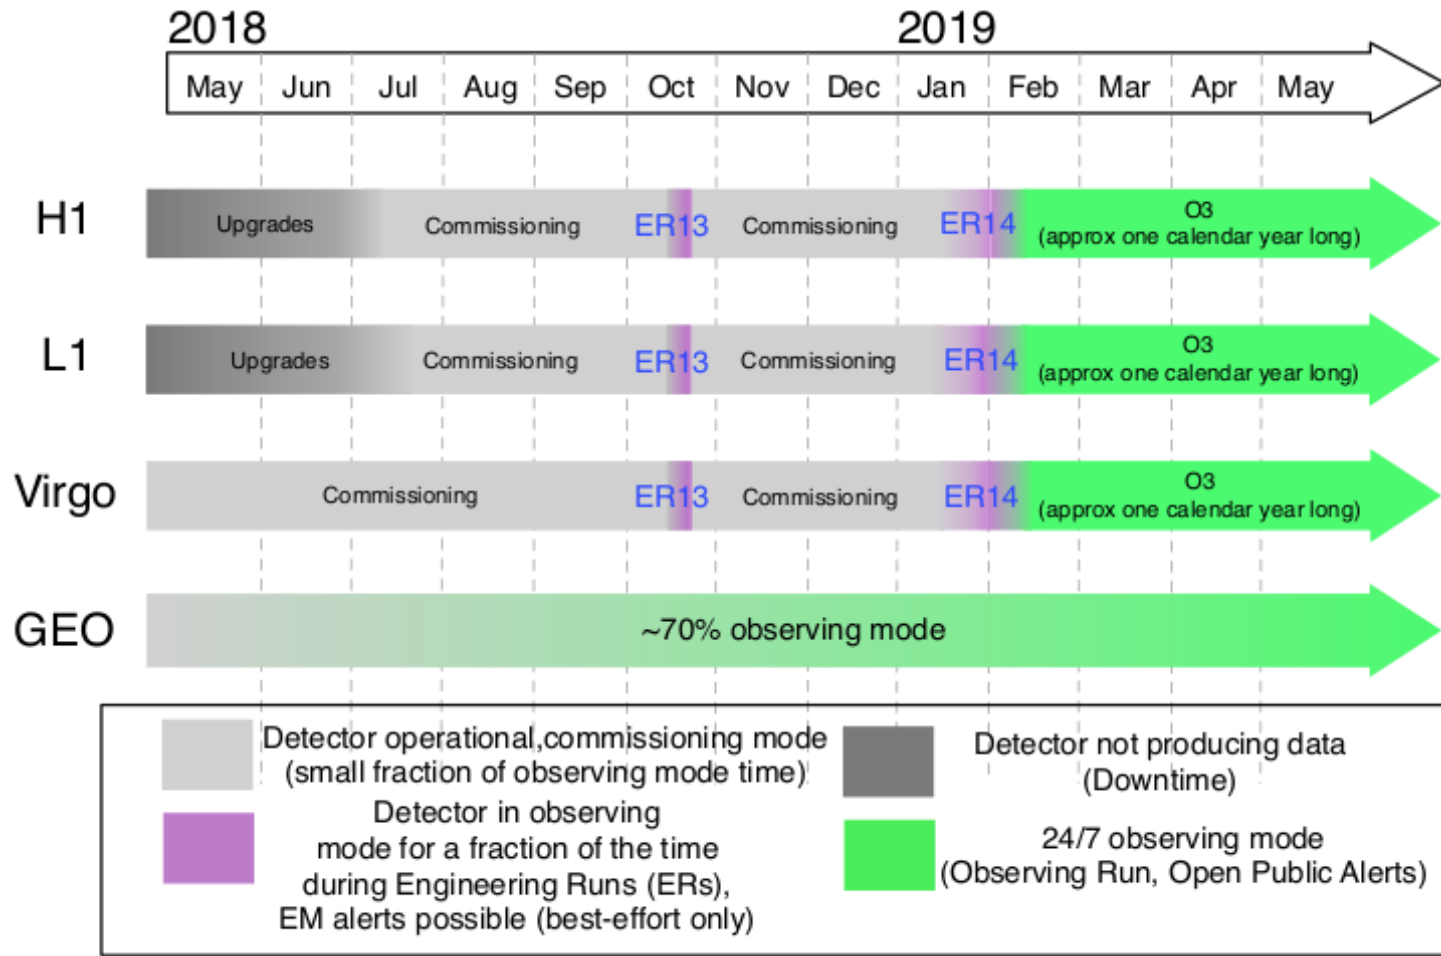 2018 2019
May Jun Jul Aug Sep Oct Nov Dec Jan Feb Mar Apr May
H1
Upgrades Commissioning ER13 Commissioning ER14
O3
(approx one calendar year long)
L1
Upgrades Commissioning ER13 Commissioning ER14
O3
(approx one calendar year long)
Virgo
Commissioning ER13 Commissioning ER14
O3
(approx one calendar year long)
GEO
~70% observing mode
Detector operational,commissioning mode
(small fraction of observing mode time)
Detector in observing
mode for a fraction of the time
during Engineering Runs (ERs),
EM alerts possible (best-effort only)
Detector not producing data
(Downtime)
24/7 observing mode
(Observing Run, Open Public Alerts)